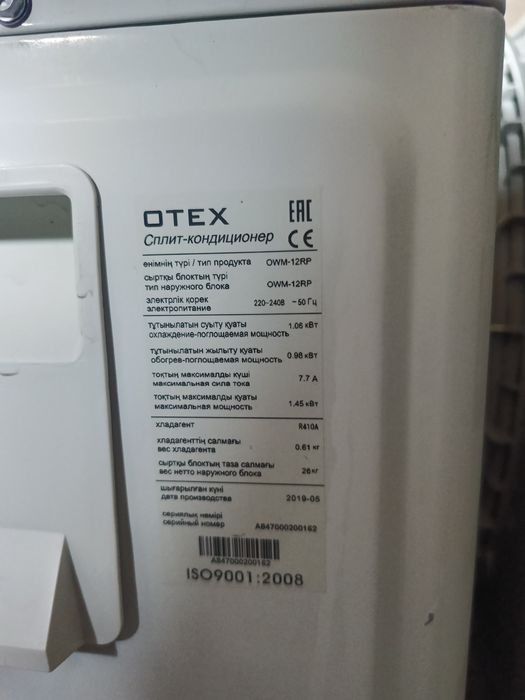 OTEX EAC
Сплит-кондиционер CE
өнімнің түрі / тип продукта OWM-12RP
сыртқы блоктың түрі
тип наружного блока OWM-12RP
электрлік қорек
электропитание 220-240В ~50 Гц
тұтынылатын суыту қуаты
охлаждение-поглощаемая мощность 1.06 кВт
тұтынылатын жылыту қуаты
обогрев-поглощаемая мощность 0.98 кВт
тоқтың максималды күші
максимальная сила тока 7.7 А
тоқтың максималды қуаты
максимальная мощность 1.45 кВт
хладагент R410A
хладагенттің салмағы
вес хладагента 0.61 кг
сыртқы блоктың таза салмағы
вес нетто наружного блока 26кг
шығарылған күні
дата производства 2019-05
сериялық нөмірі
серийный номер AB47000200162
AB47000200162
ISO9001:2008